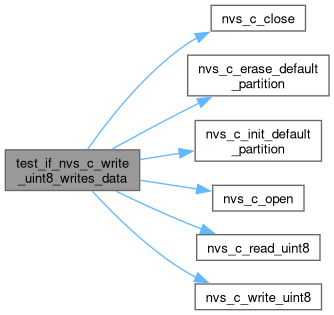 test_if_nvs_c_write
_uint8_writes_data
nvs_c_close
nvs_c_erase_default
_partition
nvs_c_init_default
_partition
nvs_c_open
nvs_c_read_uint8
nvs_c_write_uint8